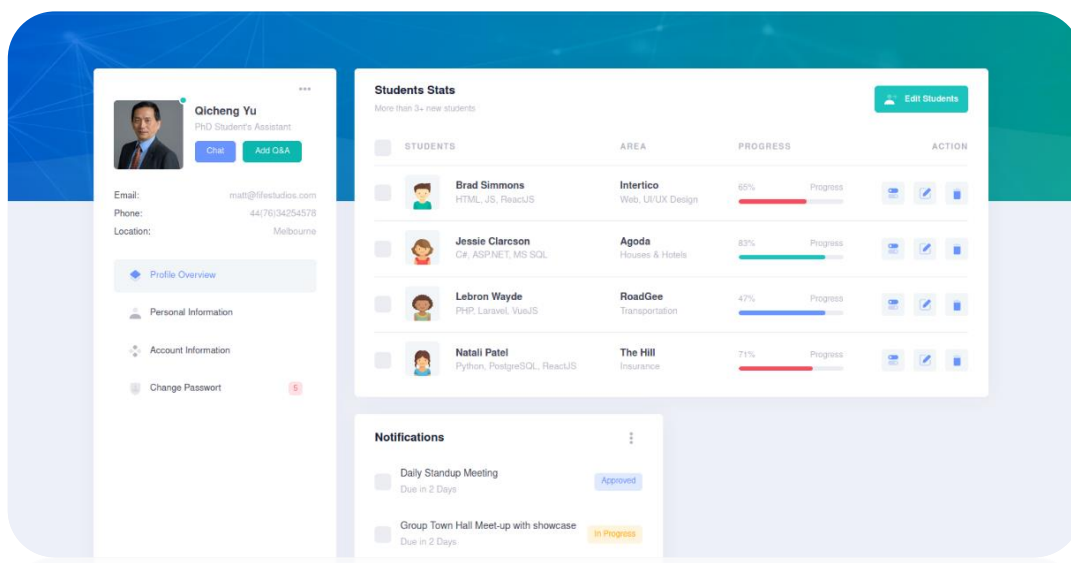 Qicheng Yu
PhD Student's Assistant
Chat
Add Q&A
Email: matt@fifestudios.com
Phone: 44(76)34254578
Location: Melbourne
Profile Overview
Personal Information
Account Information
Change Passwort 5
Students Stats
More than 3+ new students
Edit Students
STUDENTS AREA PROGRESS ACTION
Brad Simmons Intertico 65% Progress
HTML, JS, ReactJS Web, UI/UX Design
Jessie Clarcson Agoda 83% Progress
C#, ASP.NET, MS SQL Houses & Hotels
Lebron Wayde RoadGee 47% Progress
PHP, Laravel, VueJS Transportation
Natali Patel The Hill 71% Progress
Python, PostgreSQL, ReactJS Insurance
Notifications
Daily Standup Meeting
Due in 2 Days
Approved
Group Town Hall Meet-up with showcase
Due in 2 Days
In Progress